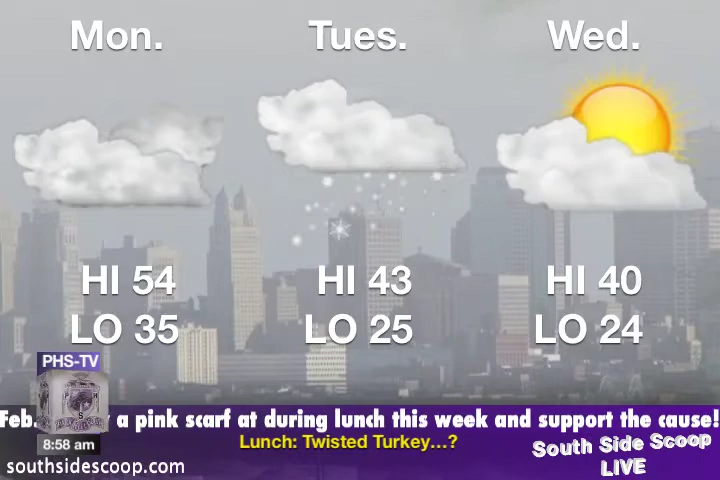 Mon. Tues. Wed.
HI 54 HI 43 HI 40
LO 35 LO 25 LO 24
PHS-TV
Feb. a pink scarf at during lunch this week and support the cause!
8:58 am
Lunch: Twisted Turkey...?
South Side Scoop
LIVE
southsidescoop.com